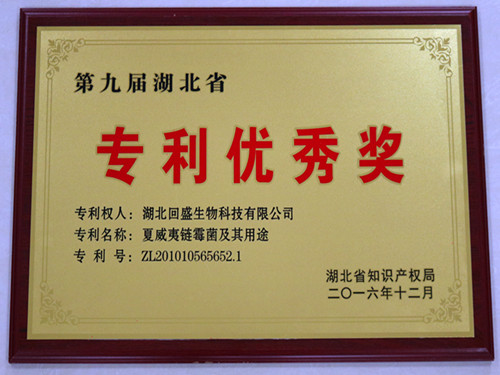 第九届湖北省
专利优秀奖
专利权人：湖北回盛生物科技有限公司
专利名称：夏威夷链霉菌及其用途
专 利 号：ZL201010565652.1
湖北省知识产权局
二〇一六年十二月